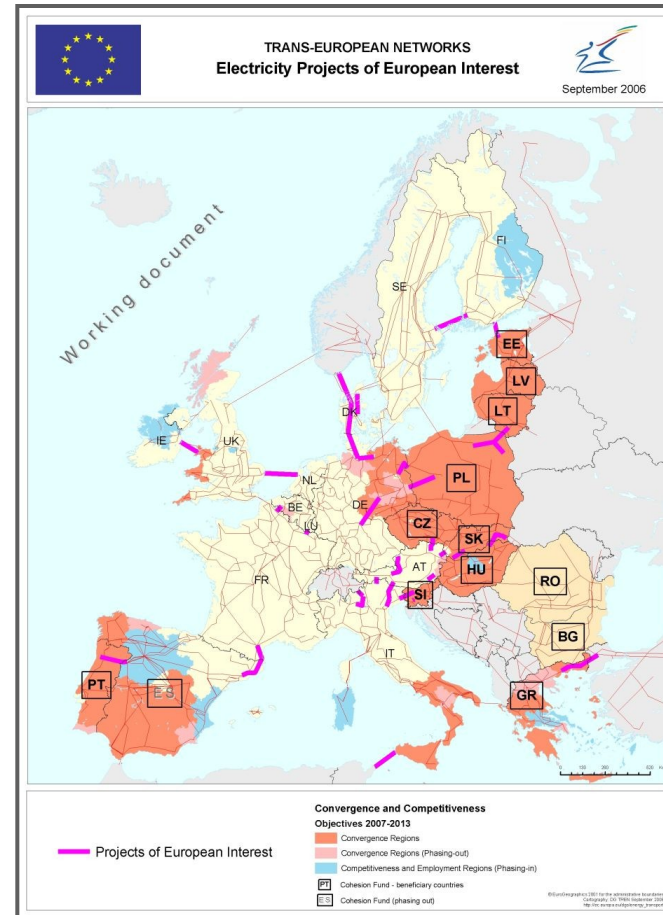 TRANS-EUROPEAN NETWORKS
Electricity Projects of European Interest
September 2006
Working document
FI
SE
EE
LV
DK
LT
IE
UK
NL
PL
BE
DE
LU
CZ
SK
FR
AT
HU
SI
RO
IT
BG
PT
ES
GR
Convergence and Competitiveness
Objectives 2007-2013
Projects of European Interest
Convergence Regions
Convergence Regions (Phasing-out)
Competitiveness and Employment Regions (Phasing-in)
PT Cohesion Fund - beneficiary countries
ES Cohesion Fund (phasing out)